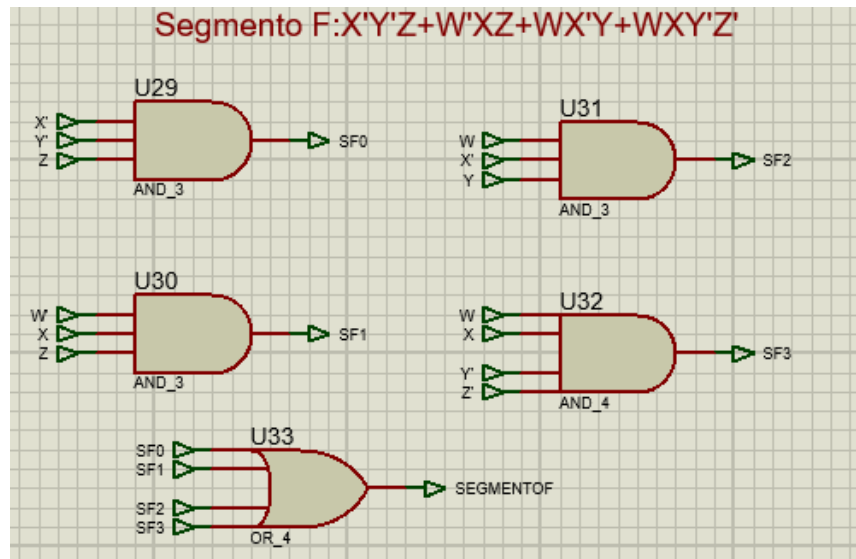 Segmento F:X'Y'Z+W'XZ+WX'Y+WXY'Z'
U29
X'
Y'
Z
SF0
AND_3
U31
W
X'
Y
SF2
AND_3
U30
W'
X
Z
SF1
AND_3
U32
W
X
Y'
Z'
SF3
AND_4
U33
SF0
SF1
SF2
SF3
SEGMENTOF
OR_4